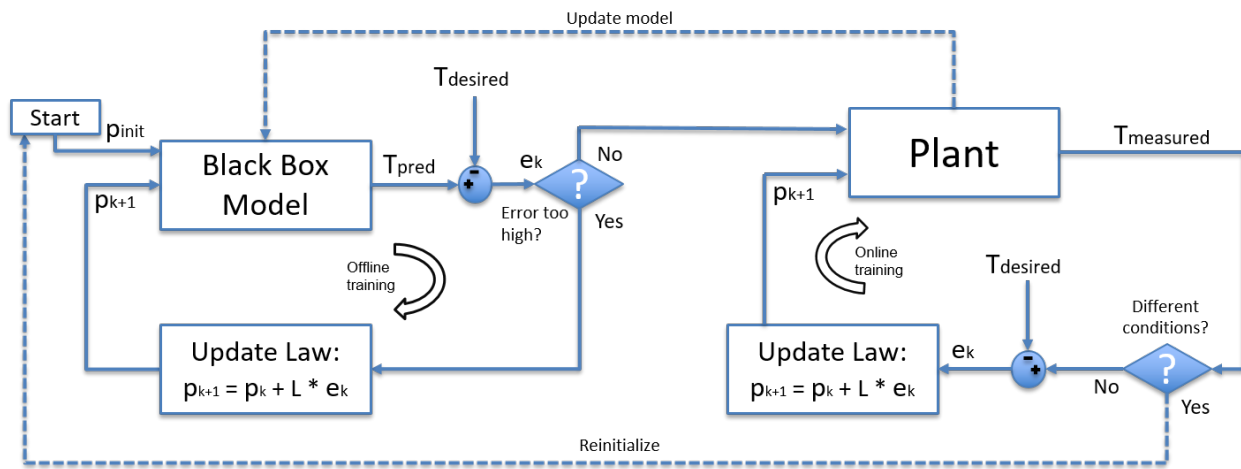 Update model
Tdesired
Start
pinit
Black Box
Model
Tpred
ek
?
No
Yes
Error too
high?
pk+1
Offline
training
Update Law:
pk+1 = pk + L * ek
Plant
Tmeasured
pk+1
Online
training
Tdesired
Different
conditions?
?
No
Yes
ek
Update Law:
pk+1 = pk + L * ek
Reinitialize
- +
- +